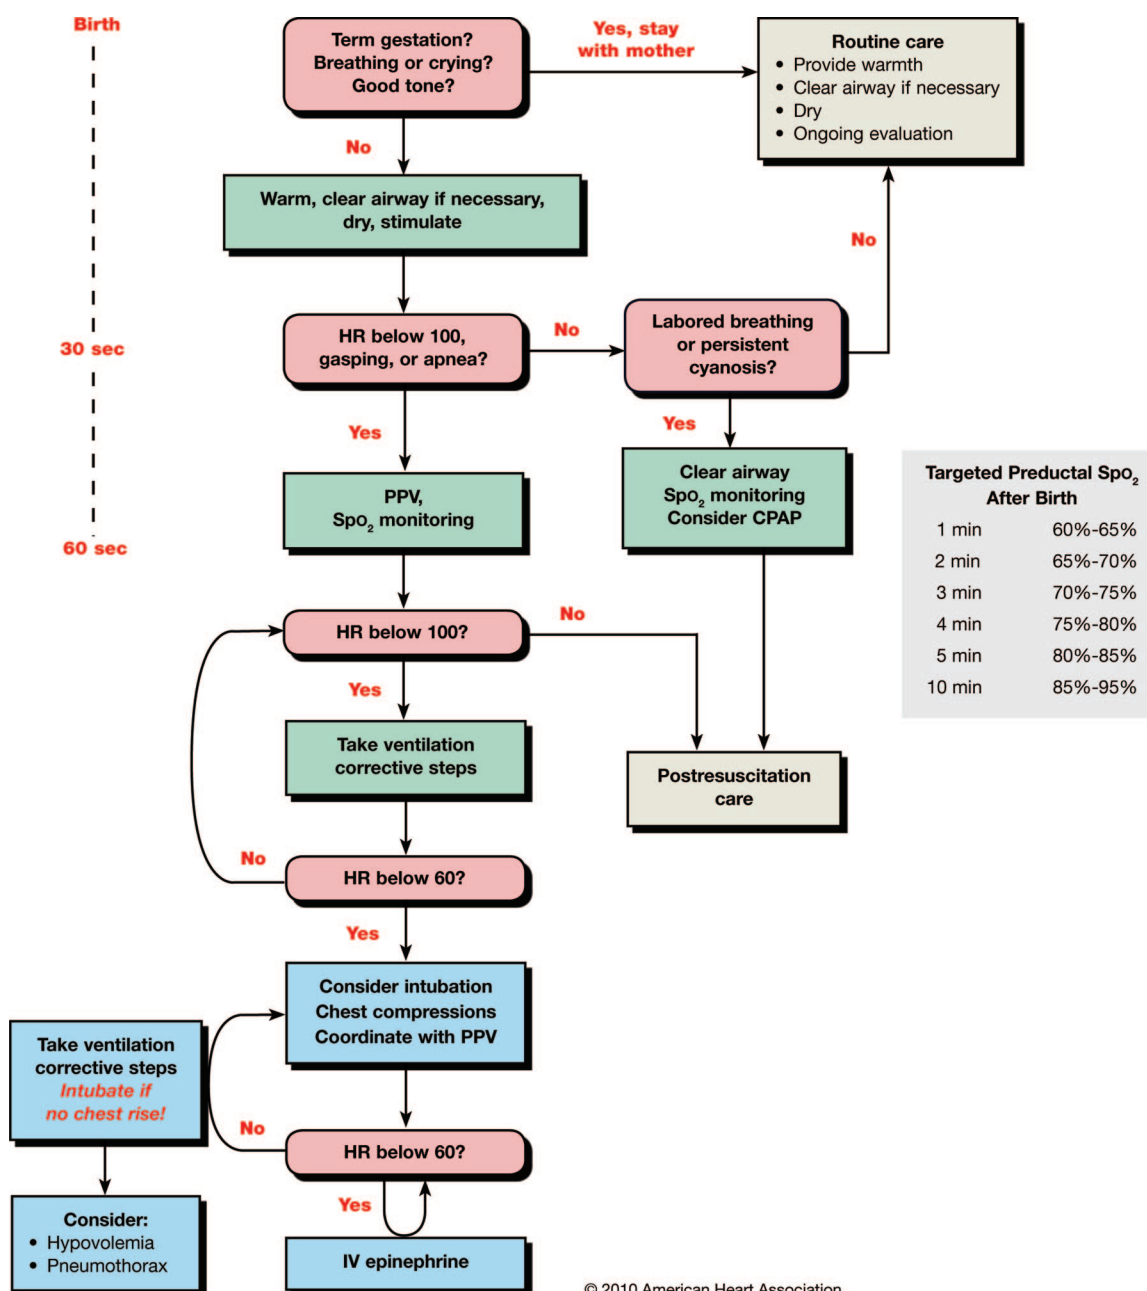 Birth
Term gestation?
Breathing or crying?
Good tone?
Yes, stay
with mother
Routine care
• Provide warmth
• Clear airway if necessary
• Dry
• Ongoing evaluation
No
Warm, clear airway if necessary,
dry, stimulate
No
30 sec
HR below 100,
gasping, or apnea?
No
Labored breathing
or persistent
cyanosis?
Yes
Yes
PPV,
SpO₂ monitoring
Clear airway
SpO₂ monitoring
Consider CPAP
60 sec
Targeted Preductal SpO₂
After Birth
1 min 60%-65%
2 min 65%-70%
3 min 70%-75%
4 min 75%-80%
5 min 80%-85%
10 min 85%-95%
HR below 100?
No
Yes
Take ventilation
corrective steps
Postresuscitation
care
No
HR below 60?
Yes
Consider intubation
Chest compressions
Coordinate with PPV
Take ventilation
corrective steps
Intubate if
no chest rise!
No
HR below 60?
Yes
Consider:
• Hypovolemia
• Pneumothorax
IV epinephrine
© 2010 American Heart Association